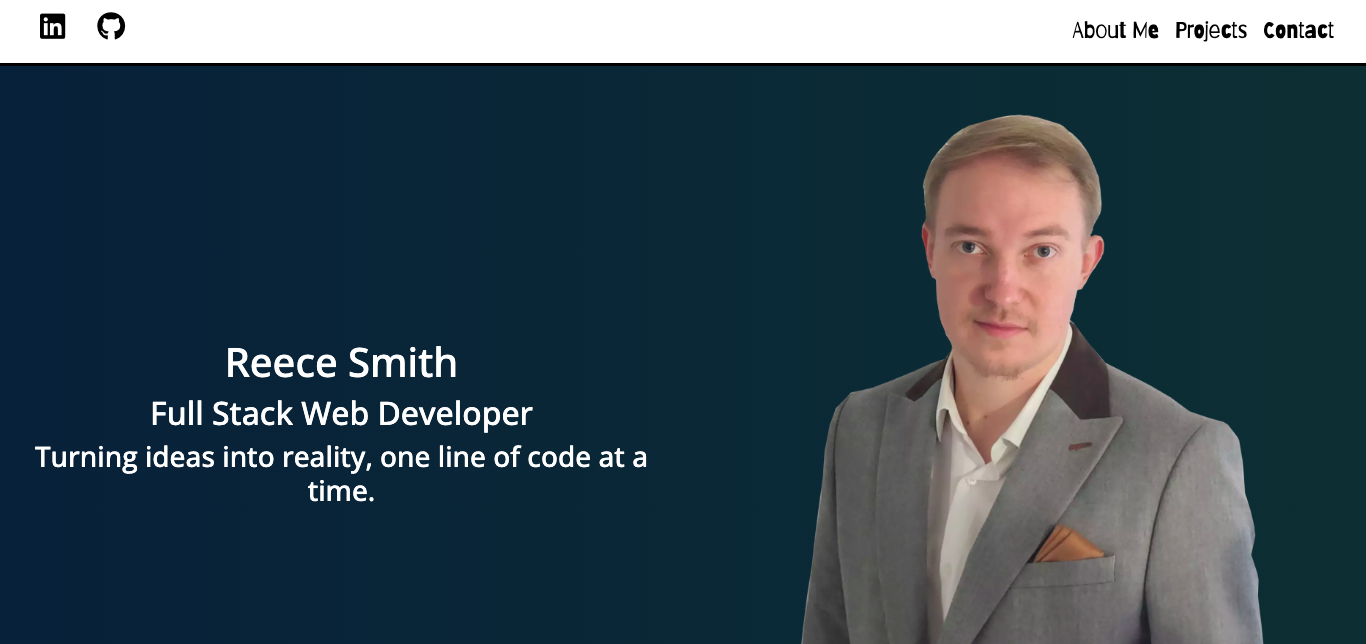 in
About Me Projects Contact
Reece Smith
Full Stack Web Developer
Turning ideas into reality, one line of code at a
time.